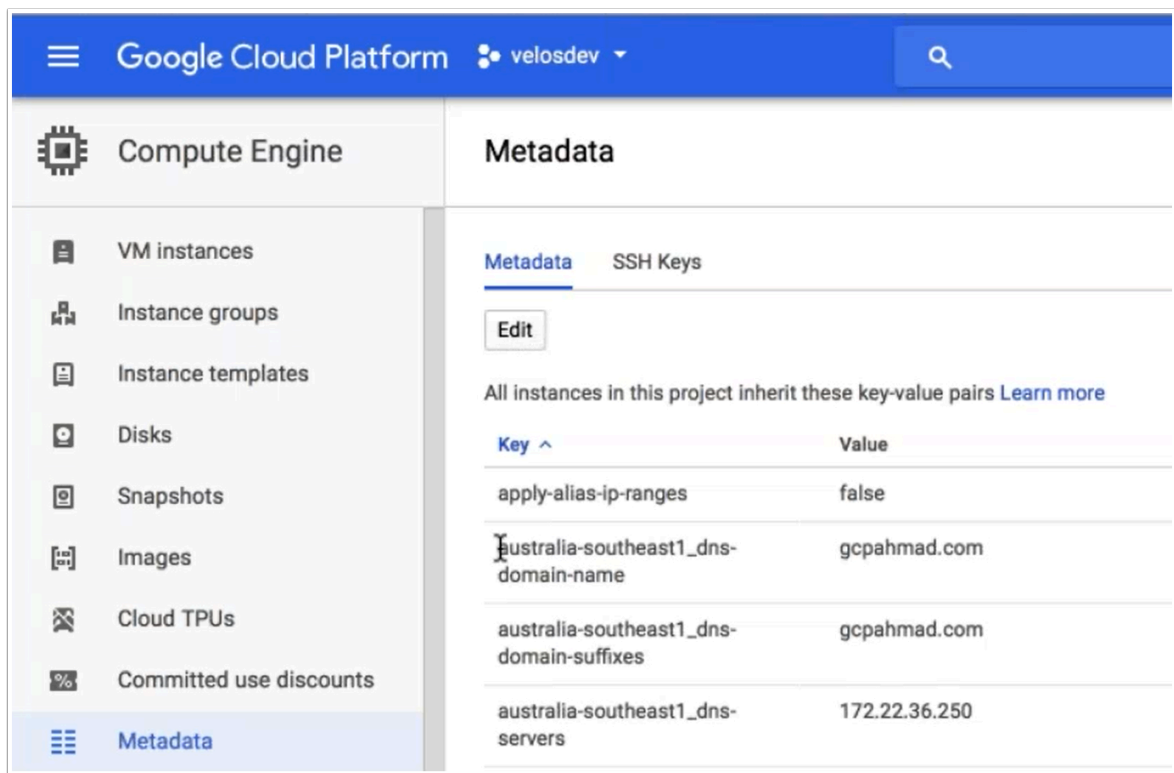 Google Cloud Platform velosdev
Compute Engine
Metadata
VM instances
Instance groups
Instance templates
Disks
Snapshots
Images
Cloud TPUs
Committed use discounts
Metadata
Metadata SSH Keys
Edit
All instances in this project inherit these key-value pairs Learn more
Key Value
apply-alias-ip-ranges false
australia-southeast1_dns- gcpahmad.com
domain-name
australia-southeast1_dns- gcpahmad.com
domain-suffixes
australia-southeast1_dns- 172.22.36.250
servers